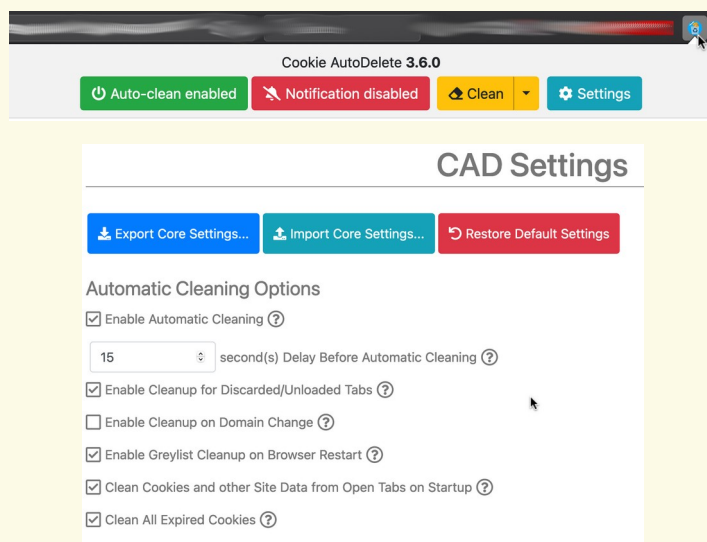 Cookie AutoDelete 3.6.0
Auto-clean enabled Notification disabled Clean Settings
CAD Settings
Export Core Settings... Import Core Settings... Restore Default Settings
Automatic Cleaning Options
Enable Automatic Cleaning ?
15 second(s) Delay Before Automatic Cleaning ?
Enable Cleanup for Discarded/Unloaded Tabs ?
Enable Cleanup on Domain Change ?
Enable Greylist Cleanup on Browser Restart ?
Clean Cookies and other Site Data from Open Tabs on Startup ?
Clean All Expired Cookies ?